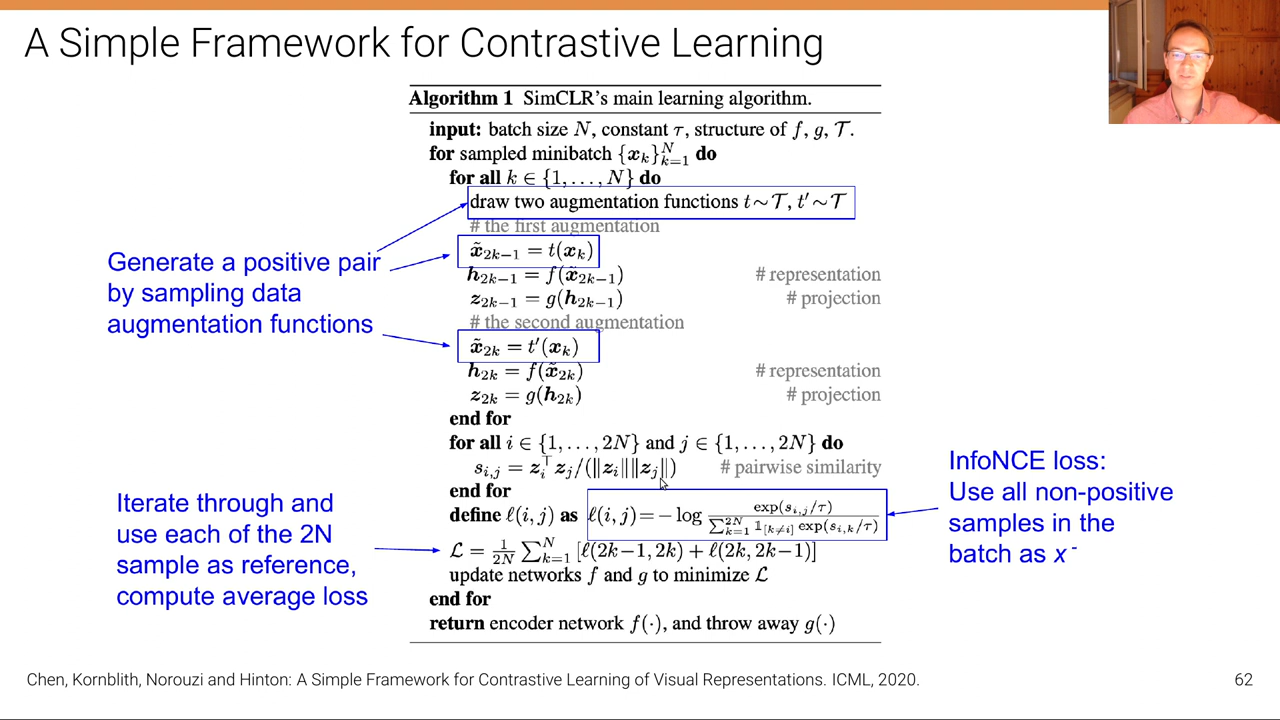 A Simple Framework for Contrastive Learning
Algorithm 1 SimCLR's main learning algorithm.
input: batch size N, constant τ, structure of f, g, 𝒯.
for sampled minibatch {x_k}_{k=1}^N do
for all k ∈ {1, . . . , N} do
draw two augmentation functions t ∼ 𝒯, t′ ∼ 𝒯
# the first augmentation
x̃_{2k−1} = t(x_k)
h_{2k−1} = f(x̃_{2k−1}) # representation
z_{2k−1} = g(h_{2k−1}) # projection
# the second augmentation
x̃_{2k} = t′(x_k)
h_{2k} = f(x̃_{2k}) # representation
z_{2k} = g(h_{2k}) # projection
end for
for all i ∈ {1, . . . , 2N} and j ∈ {1, . . . , 2N} do
s_{i,j} = z_i^⊤ z_j/(‖z_i‖‖z_j‖) # pairwise similarity
end for
define ℓ(i, j) as ℓ(i, j) = − log exp(s_{i,j}/τ) / ∑_{k=1}^{2N} 𝟙_{[k≠i]} exp(s_{i,k}/τ)
ℒ = 1/2N ∑_{k=1}^N [ℓ(2k−1, 2k) + ℓ(2k, 2k−1)]
update networks f and g to minimize ℒ
end for
return encoder network f(·), and throw away g(·)
Generate a positive pair
by sampling data
augmentation functions
Iterate through and
use each of the 2N
sample as reference,
compute average loss
InfoNCE loss:
Use all non-positive
samples in the
batch as x⁻
Chen, Kornblith, Norouzi and Hinton: A Simple Framework for Contrastive Learning of Visual Representations. ICML, 2020.
62